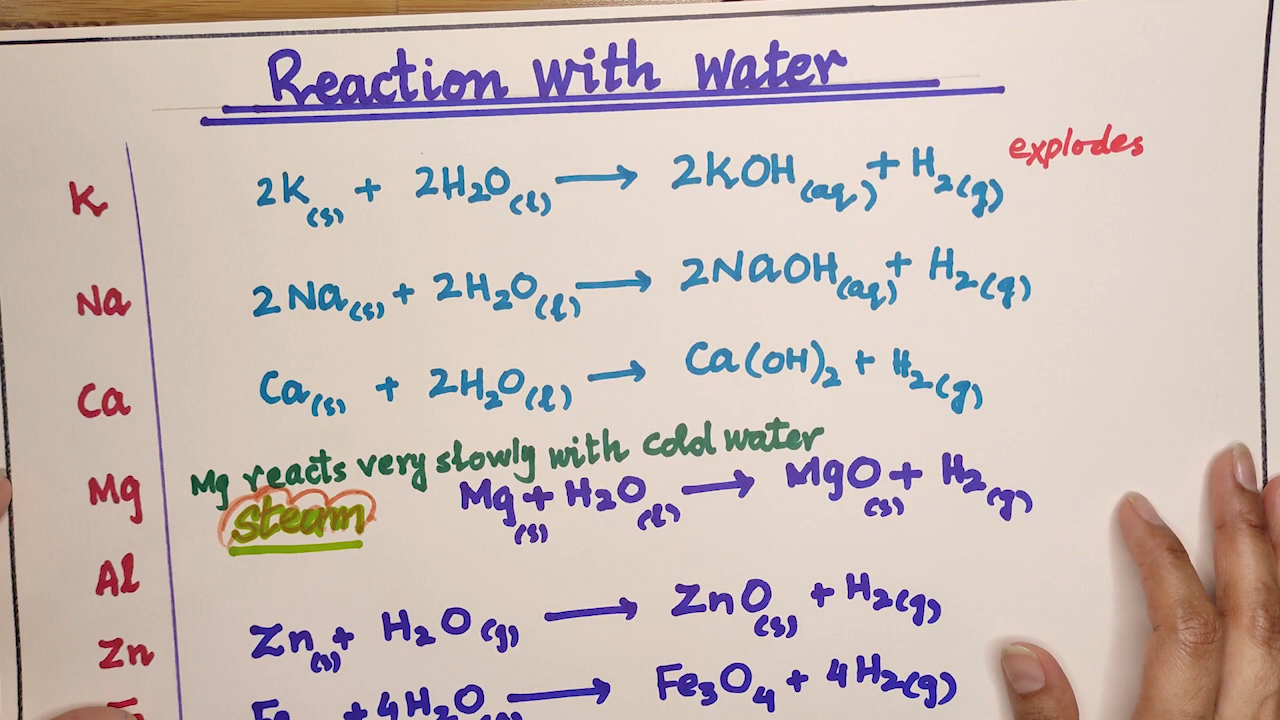 Reaction with water
K 2K(s) + 2H2O(l) → 2KOH(aq) + H2(g) explodes
Na 2Na(s) + 2H2O(l) → 2NaOH(aq) + H2(g)
Ca Ca(s) + 2H2O(l) → Ca(OH)2 + H2(g)
Mg reacts very slowly with cold water
Mg steam Mg(s) + H2O(l) → MgO(s) + H2(g)
Al
Zn Zn(s) + H2O(g) → ZnO(s) + H2(g)
+ 4H2O → Fe3O4 + 4H2(g)